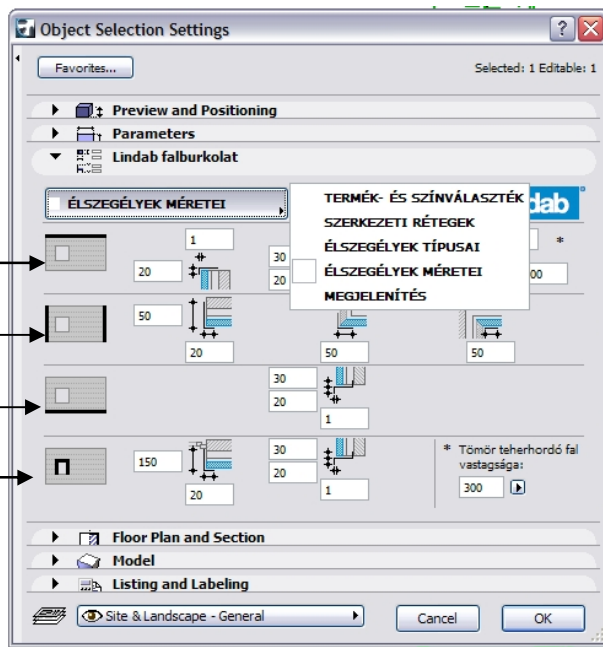 Object Selection Settings
Favorites...
Selected: 1 Editable: 1
Preview and Positioning
Parameters
Lindab falburkolat
ÉLSZEGÉLYEK MÉRETEI
TERMÉK- ÉS SZÍNVÁLASZTÉK
SZERKEZETI RÉTEGEK
ÉLSZEGÉLYEK TÍPUSAI
ÉLSZEGÉLYEK MÉRETEI
MEGJELENÍTÉS
dab
1
30
*
20
20
00
50
20
50
50
30
20
1
150
30
20
20
1
* Tömör teherhordó fal
vastagsága:
300
Floor Plan and Section
Model
Listing and Labeling
Site & Landscape - General
Cancel
OK